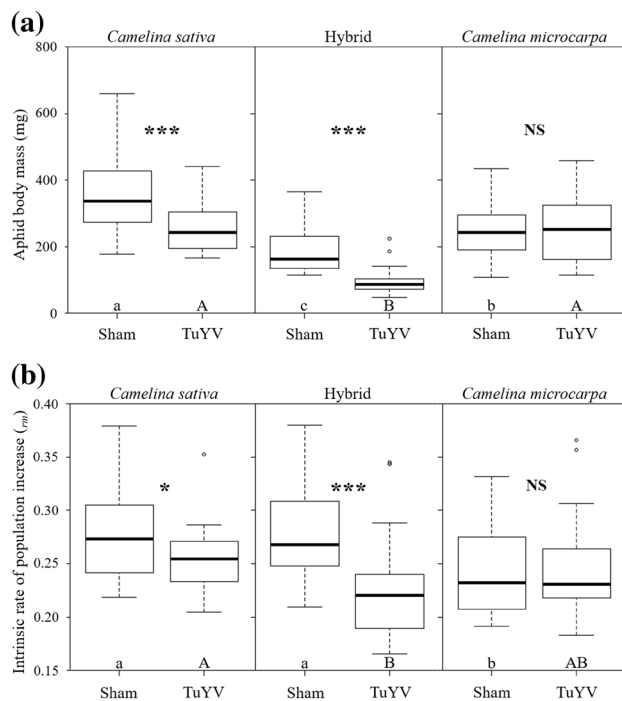 (a)
Camelina sativa Hybrid Camelina microcarpa
800
600
400
200
0
Aphid body mass (mg)
*** *** NS
a A c B b A
Sham TuYV Sham TuYV Sham TuYV
(b)
Camelina sativa Hybrid Camelina microcarpa
0.40
0.35
0.30
0.25
0.20
0.15
Intrinsic rate of population increase (rm)
* *** NS
a A a B b AB
Sham TuYV Sham TuYV Sham TuYV